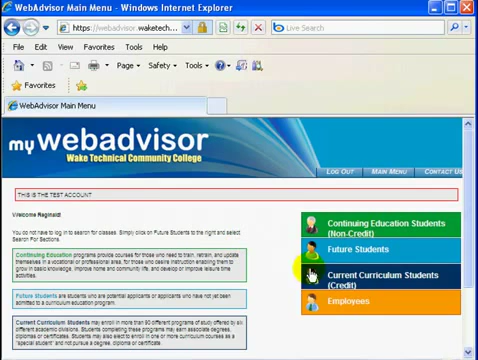 WebAdvisor Main Menu - Windows Internet Explorer
https://webadvisor.waketech...
Live Search
File Edit View Favorites Tools Help
Page Safety Tools
Favorites
WebAdvisor Main Menu
my webadvisor
Wake Technical Community College
LOG OUT MAIN MENU CONTACT US
THIS IS THE TEST ACCOUNT
Welcome Reginald!
You do not have to log in to search for classes. Simply click on Future Students to the right and select
Search For Sections.
Continuing Education programs provide courses for those who need to train, retrain, and update
themselves in a vocational or professional area, for those who desire instruction enabling them to
grow in basic knowledge, improve home and community life, and develop or improve leisure time
activities.
Future Students are students who are potential applicants or applicants who have not yet been
admitted to a curriculum education program.
Current Curriculum Students may enroll in more than 90 different programs of study offered by six
different academic divisions. Students completing these programs may earn associate degrees,
diplomas or certificates. Students may also elect to enroll in one or more curriculum courses as a
"special student" and not pursue a degree, diploma or certificate.
Continuing Education Students
(Non-Credit)
Future Students
Current Curriculum Students
(Credit)
Employees